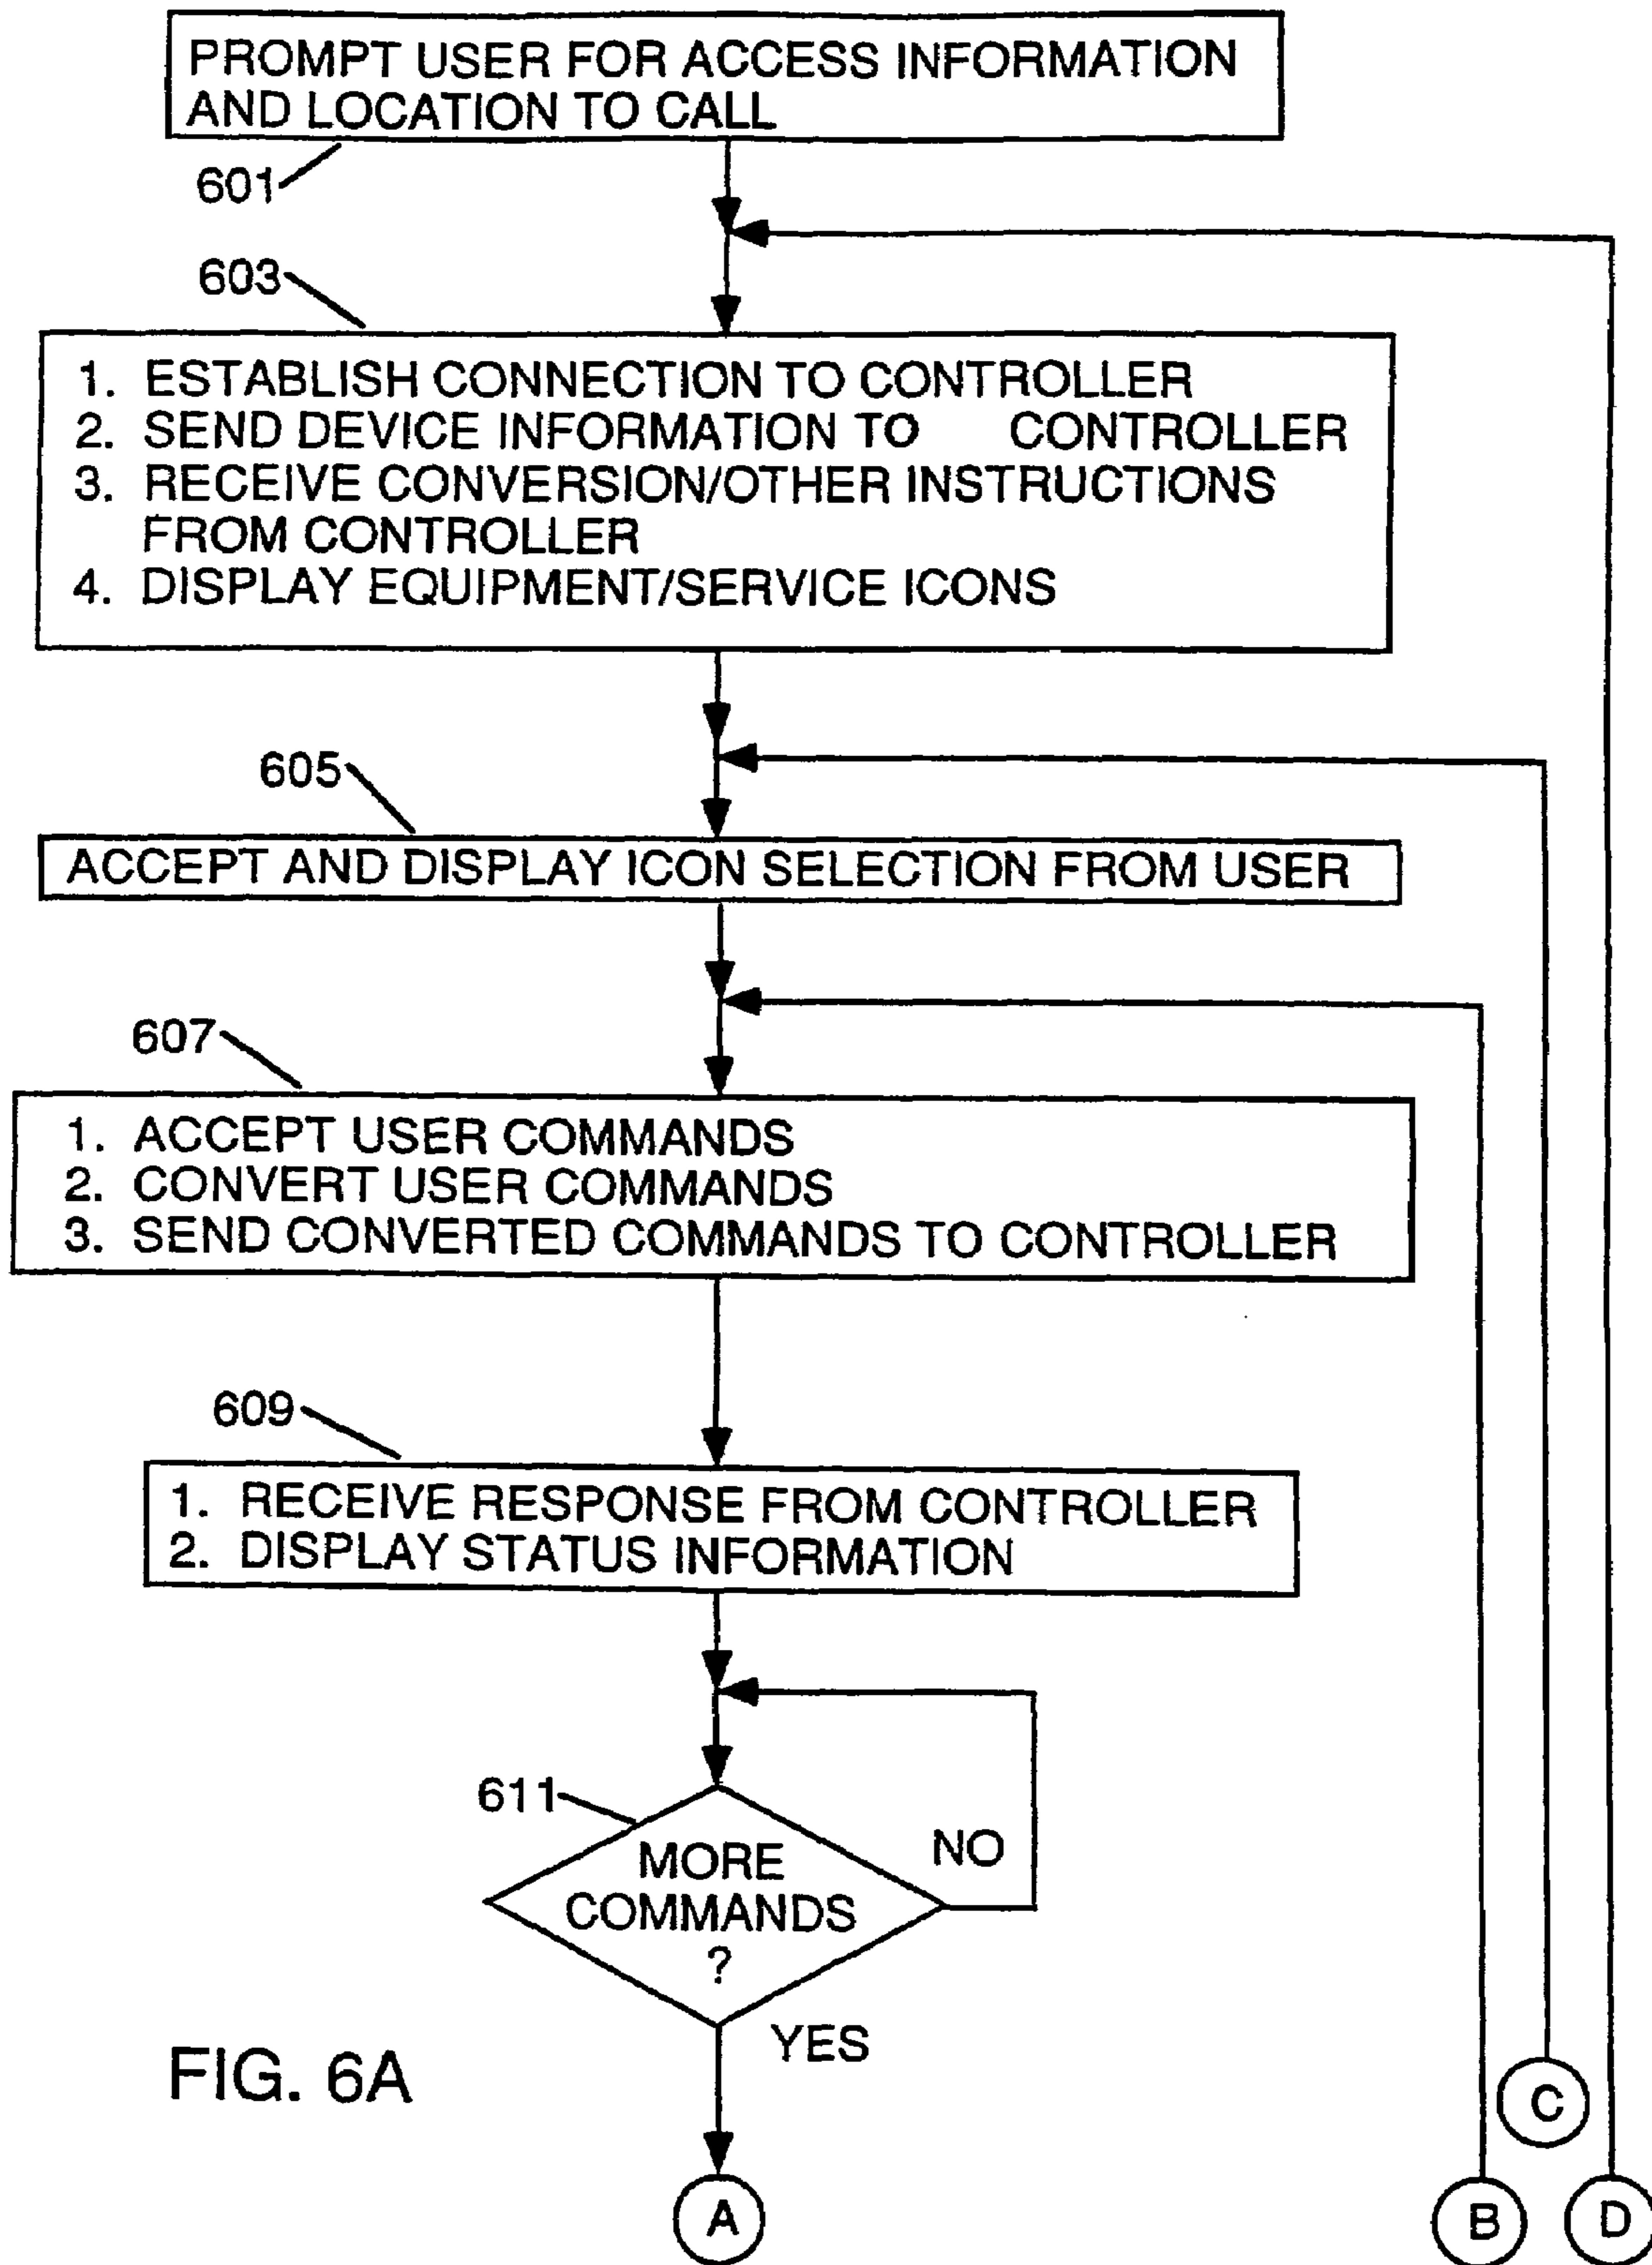 PROMPT USER FOR ACCESS INFORMATION
AND LOCATION TO CALL
601
603
1. ESTABLISH CONNECTION TO CONTROLLER
2. SEND DEVICE INFORMATION TO CONTROLLER
3. RECEIVE CONVERSION/OTHER INSTRUCTIONS
FROM CONTROLLER
4. DISPLAY EQUIPMENT/SERVICE ICONS
605
ACCEPT AND DISPLAY ICON SELECTION FROM USER
607
1. ACCEPT USER COMMANDS
2. CONVERT USER COMMANDS
3. SEND CONVERTED COMMANDS TO CONTROLLER
609
1. RECEIVE RESPONSE FROM CONTROLLER
2. DISPLAY STATUS INFORMATION
611
MORE
COMMANDS
?
NO
YES
FIG. 6A
C
A
B
D